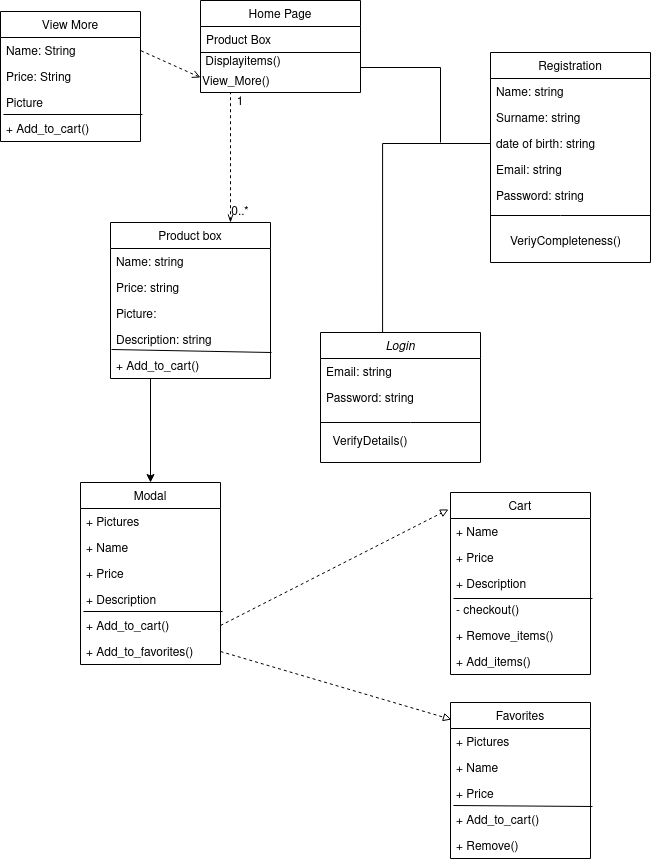 View More
Name: String
Price: String
Picture
+ Add_to_cart()
Home Page
Product Box
Displayitems()
View_More()
1
0..*
Registration
Name: string
Surname: string
date of birth: string
Email: string
Password: string
VeriyCompleteness()
Product box
Name: string
Price: string
Picture:
Description: string
+ Add_to_cart()
Login
Email: string
Password: string
VerifyDetails()
Modal
+ Pictures
+ Name
+ Price
+ Description
+ Add_to_cart()
+ Add_to_favorites()
Cart
+ Name
+ Price
+ Description
- checkout()
+ Remove_items()
+ Add_items()
Favorites
+ Pictures
+ Name
+ Price
+ Add_to_cart()
+ Remove()